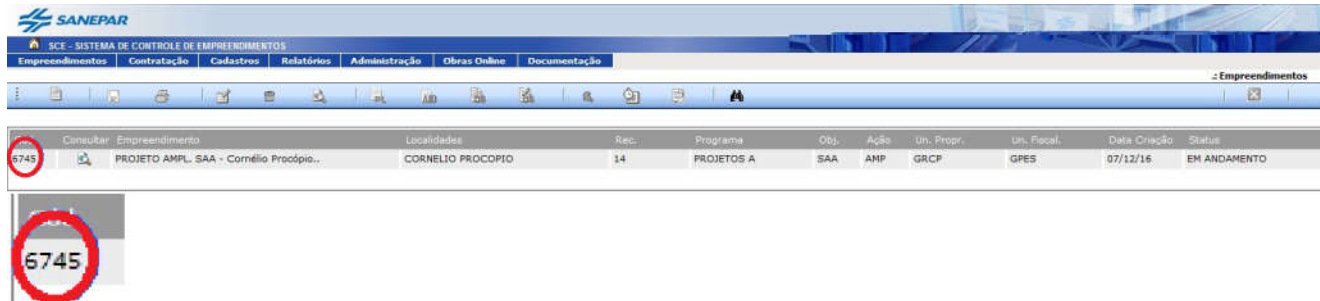 SANEPAR
SCE - SISTEMA DE CONTROLE DE EMPREENDIMENTOS
Empreendimentos Contratação Cadastros Relatórios Administração Obras Online Documentação
.: Empreendimentos
Cód. Consultar Empreendimento Localidades Rec. Programa Obj. Ação Un. Propr. Un. Fiscal. Data Criação Status
6745 PROJETO AMPL. SAA - Cornélio Procópio.. CORNELIO PROCOPIO 14 PROJETOS A SAA AMP GRCP GPES 07/12/16 EM ANDAMENTO
Cód.
6745